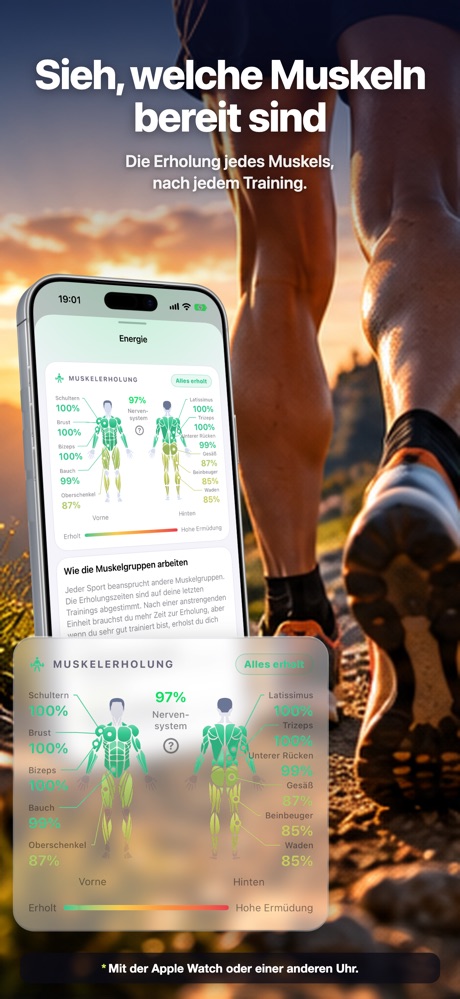 Sieh, welche Muskeln
bereit sind
Die Erholung jedes Muskels,
nach jedem Training.
19:01
Energie
MUSKELERHOLUNG
Alles erholt
Schultern
100%
Brust
100%
Bizeps
100%
Bauch
99%
Oberschenkel
87%
97%
Nerven-
system
?
Latissimus
100%
Trizeps
100%
Unterer Rücken
99%
Gesäß
87%
Beinbeuger
85%
Waden
85%
Vorne
Hinten
Erholt
Hohe Ermüdung
Wie die Muskelgruppen arbeiten
Jeder Sport beansprucht andere Muskelgruppen.
Die Erholungszeiten sind auf deine letzten
Trainings abgestimmt. Nach einer anstrengenden
Einheit brauchst du mehr Zeit zur Erholung, aber
wenn du sehr gut trainiert bist, erholst du dich
MUSKELERHOLUNG
Alles erholt
Schultern
100%
Brust
100%
Bizeps
100%
Bauch
99%
Oberschenkel
87%
97%
Nerven-
system
?
Latissimus
100%
Trizeps
100%
Unterer Rücken
99%
Gesäß
87%
Beinbeuger
85%
Waden
85%
Vorne
Hinten
Erholt
Hohe Ermüdung
* Mit der Apple Watch oder einer anderen Uhr.